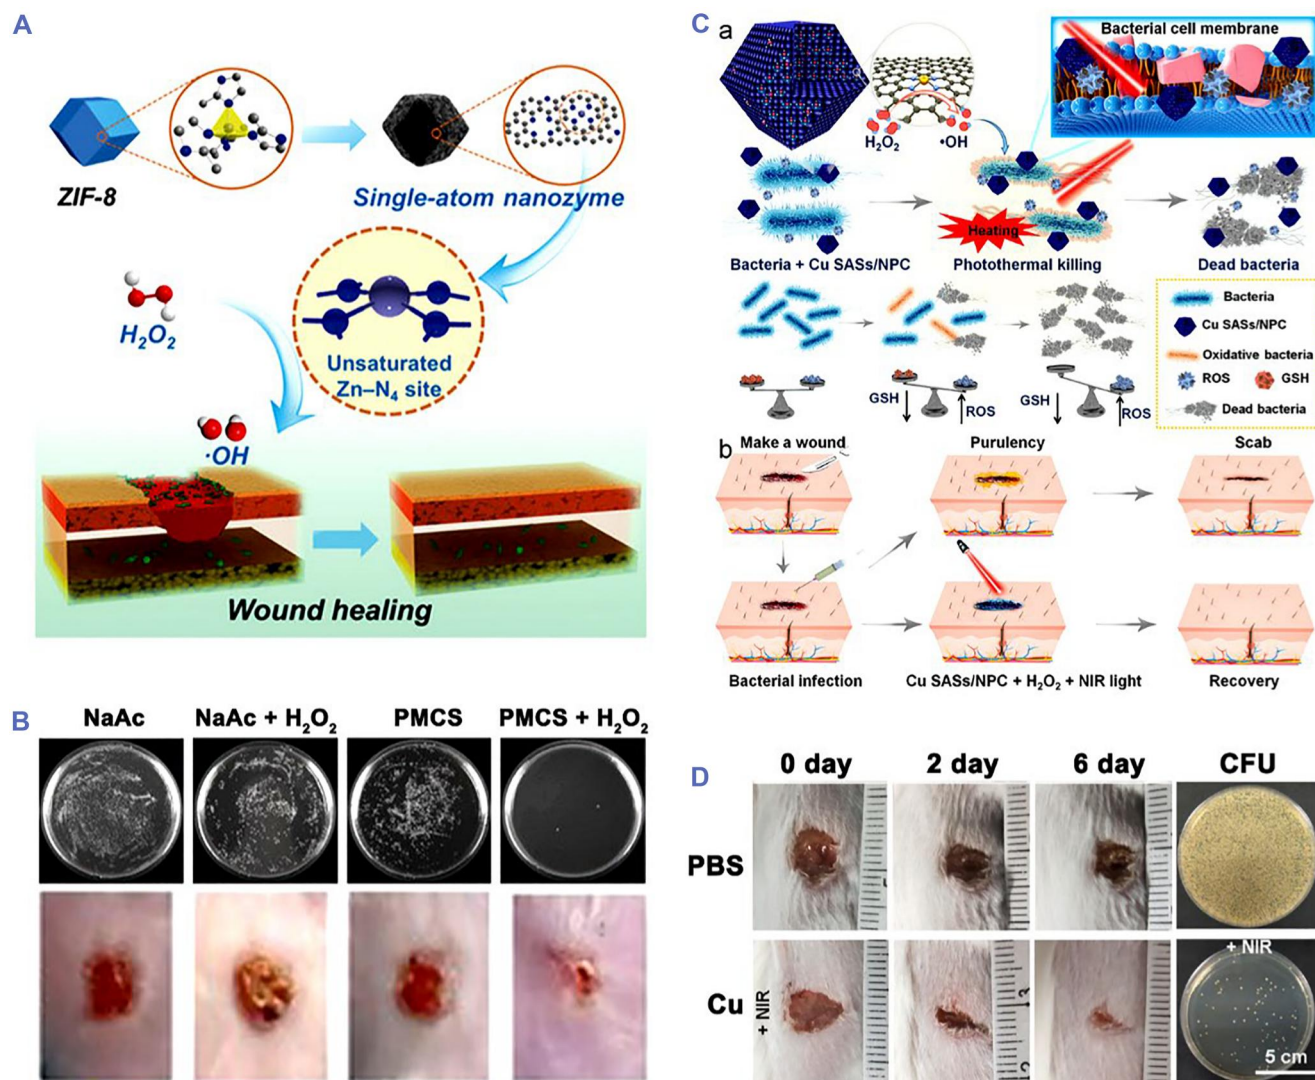 A
ZIF-8
Single-atom nanozyme
H₂O₂
Unsaturated
Zn–N₄ site
·OH
Wound healing
B
NaAc
NaAc + H₂O₂
PMCS
PMCS + H₂O₂
C
a
H₂O₂
•OH
Bacterial cell membrane
Heating
Bacteria + Cu SASs/NPC
Photothermal killing
Dead bacteria
Bacteria
Cu SASs/NPC
Oxidative bacteria
ROS
GSH
Dead bacteria
GSH
ROS
GSH
ROS
b
Make a wound
Purulency
Scab
Bacterial infection
Cu SASs/NPC + H₂O₂ + NIR light
Recovery
D
0 day
2 day
6 day
CFU
PBS
Cu
+ NIR
+ NIR
3
2
5 cm